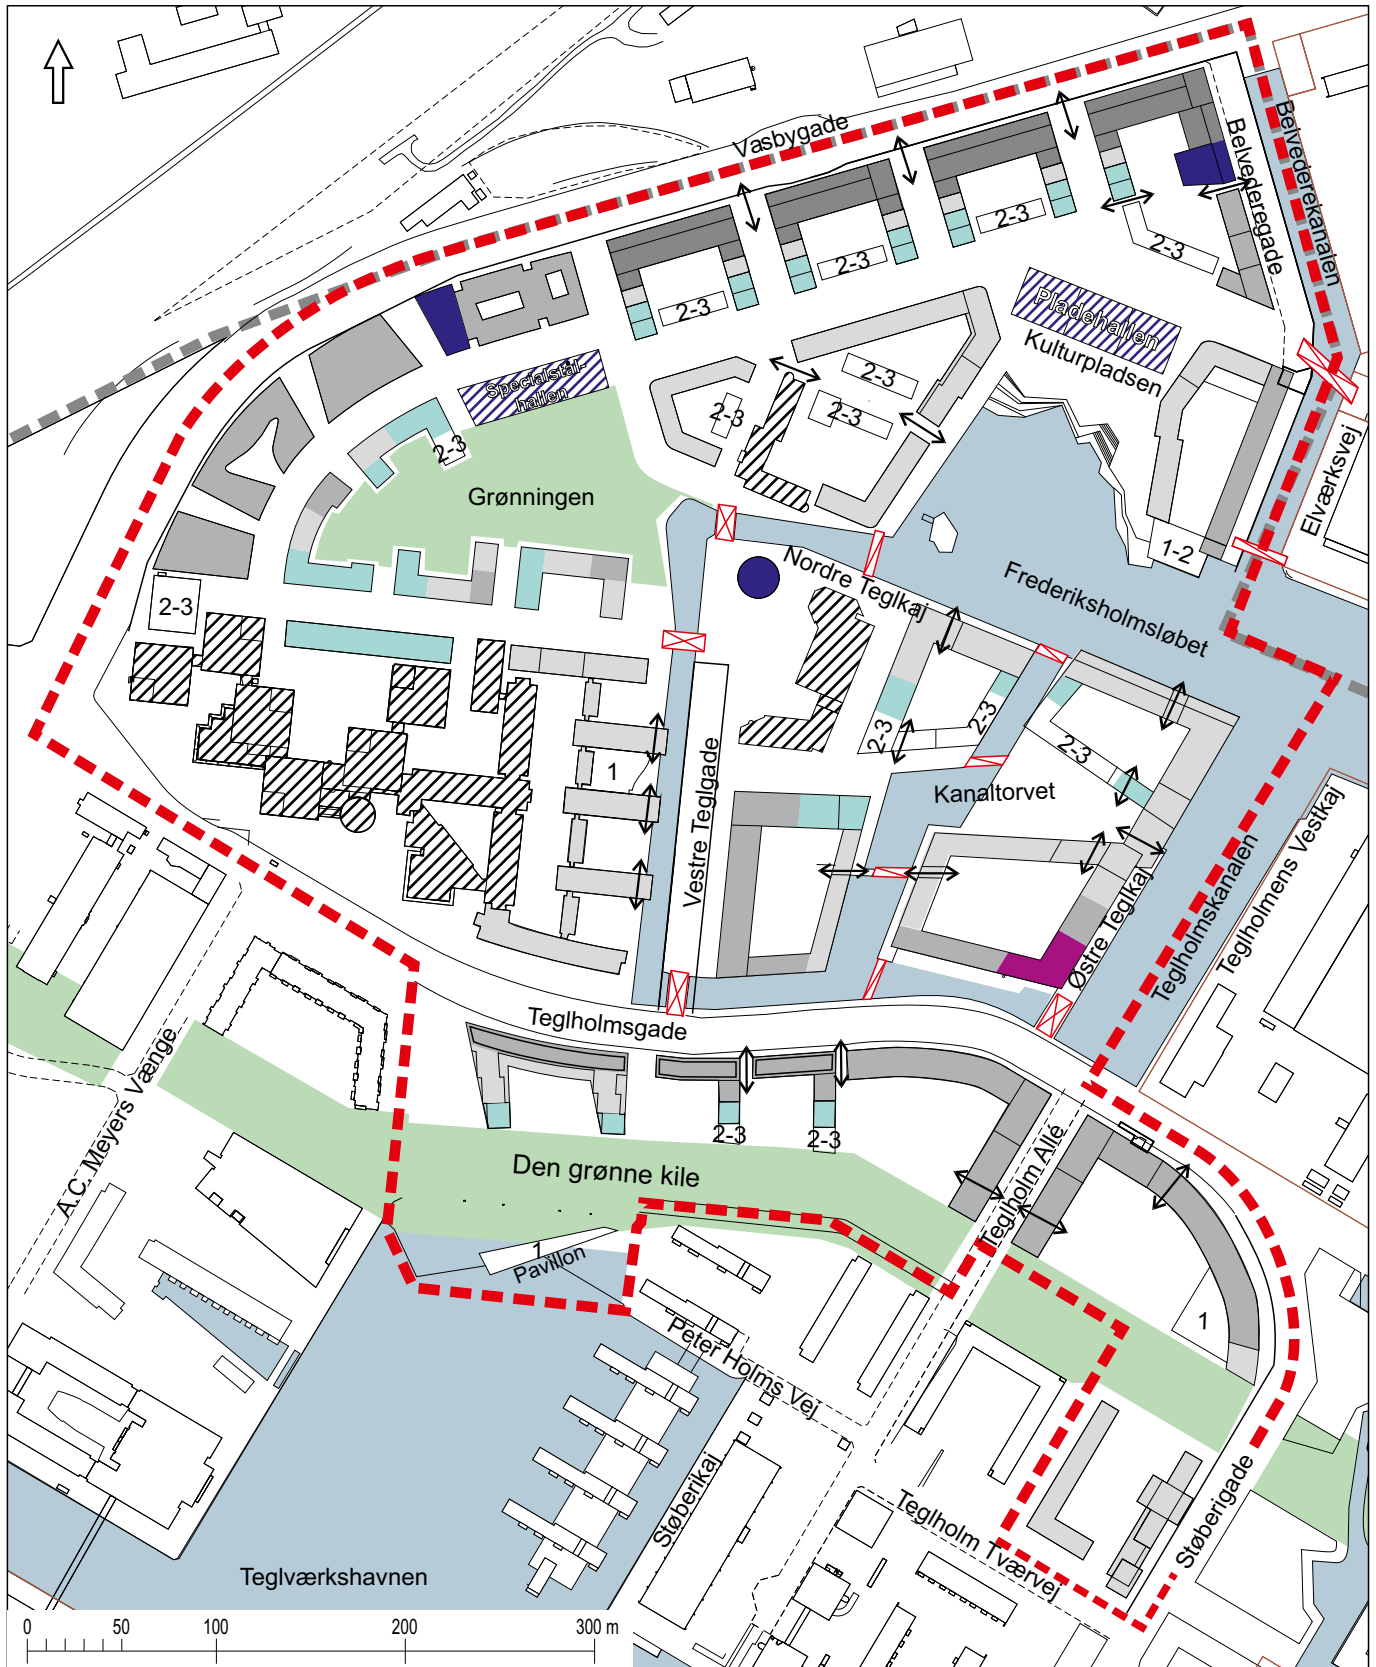 Vasbygade
Belvederegade
Belvederekanalen
2-3
2-3
2-3
2-3
Pladehallen
Kulturpladsen
Specialstål-
hallen
2-3
2-3
2-3
2-3
Grønningen
Elværksvej
1-2
Nordre Teglkaj
Frederiksholmsløbet
2-3
2-3
2-3
2-3
1
Vestre Teglgade
Kanaltorvet
Østre Teglkaj
Teglholmskanalen
Teglholmens Vestkaj
Teglholmsgade
A.C. Meyers Vænge
2-3
2-3
Den grønne kile
Teglholm Allé
1
Pavillon
1
Peter Holms Vej
Støberikaj
Teglholm Tværvej
Støberigade
Teglværkshavnen
0 50 100 200 300 m